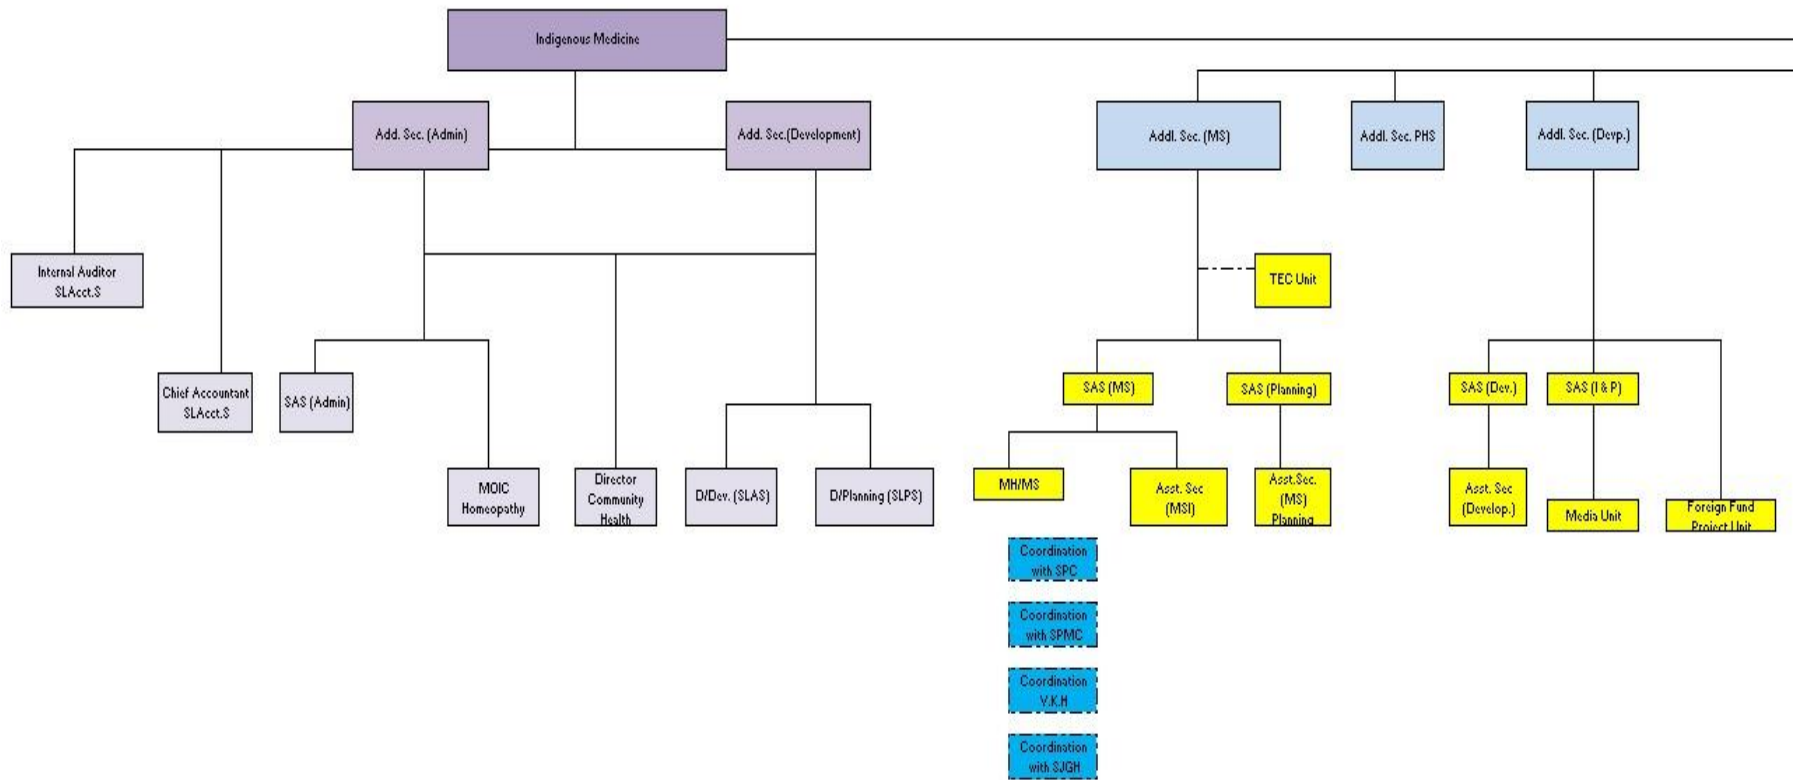 Indigenous Medicine
Add. Sec. (Admin)
Add. Sec.(Development)
Addl. Sec. (MS)
Addl. Sec. PHS
Addl. Sec. (Devp.)
Internal Auditor
SLAcct.S
TEC Unit
Chief Accountant
SLAcct.S
SAS (Admin)
SAS (MS)
SAS (Planning)
SAS (Dev.)
SAS (I & P)
MOIC
Homeopathy
Director
Community
Health
D/Dev. (SLAS)
D/Planning (SLPS)
MH/MS
Asst. Sec
(MSI)
Asst.Sec.
(MS)
Planning
Asst. Sec
(Develop.)
Media Unit
Foreign Fund
Project Unit
Coordination
with SPC
Coordination
with SPMC
Coordination
V.K.H
Coordination
with SJGH